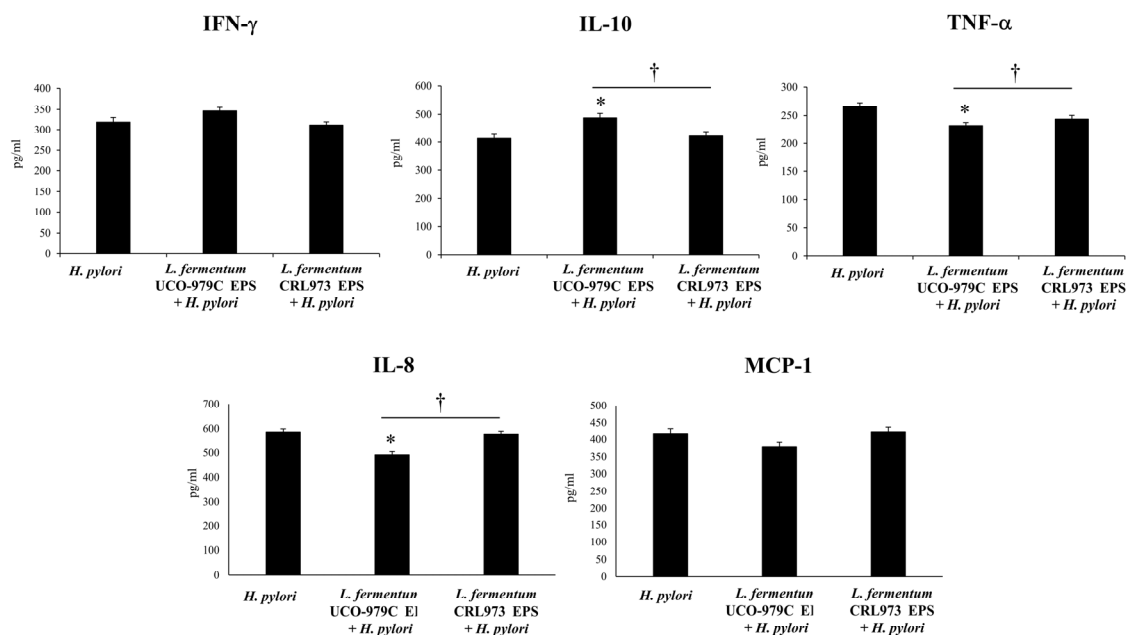 IFN-γ
400
350
300
250
200
150
100
50
0
pg/ml
H. pylori
L. fermentum
UCO-979C EPS
+ H. pylori
L. fermentum
CRL973 EPS
+ H. pylori
IL-10
†
*
600
500
400
300
200
100
0
pg/ml
H. pylori
L. fermentum
UCO-979C EPS
+ H. pylori
L. fermentum
CRL973 EPS
+ H. pylori
TNF-α
†
*
300
250
200
150
100
50
0
pg/ml
H. pylori
L. fermentum
UCO-979C EPS
+ H. pylori
L. fermentum
CRL973 EPS
+ H. pylori
IL-8
†
*
700
600
500
400
300
200
100
0
pg/ml
H. pylori
L. fermentun
UCO-979C El
+ H. pylori
L. fermentum
CRL973 EPS
+ H. pylori
MCP-1
500
450
400
350
300
250
200
150
100
50
0
pg/ml
H. pylori
L. fermentun
UCO-979C El
+ H. pylori
L. fermentum
CRL973 EPS
+ H. pylori